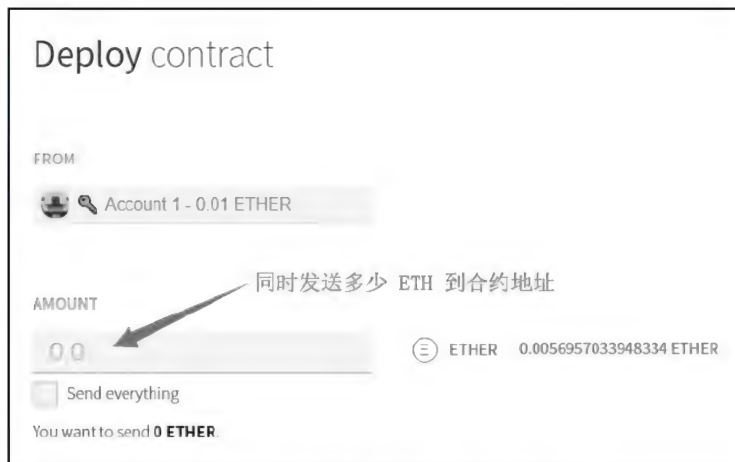 Deploy contract
FROM
Account 1 - 0.01 ETHER
同时发送多少 ETH 到合约地址
AMOUNT
0.0
ETHER 0.0056957033948334 ETHER
Send everything
You want to send 0 ETHER.